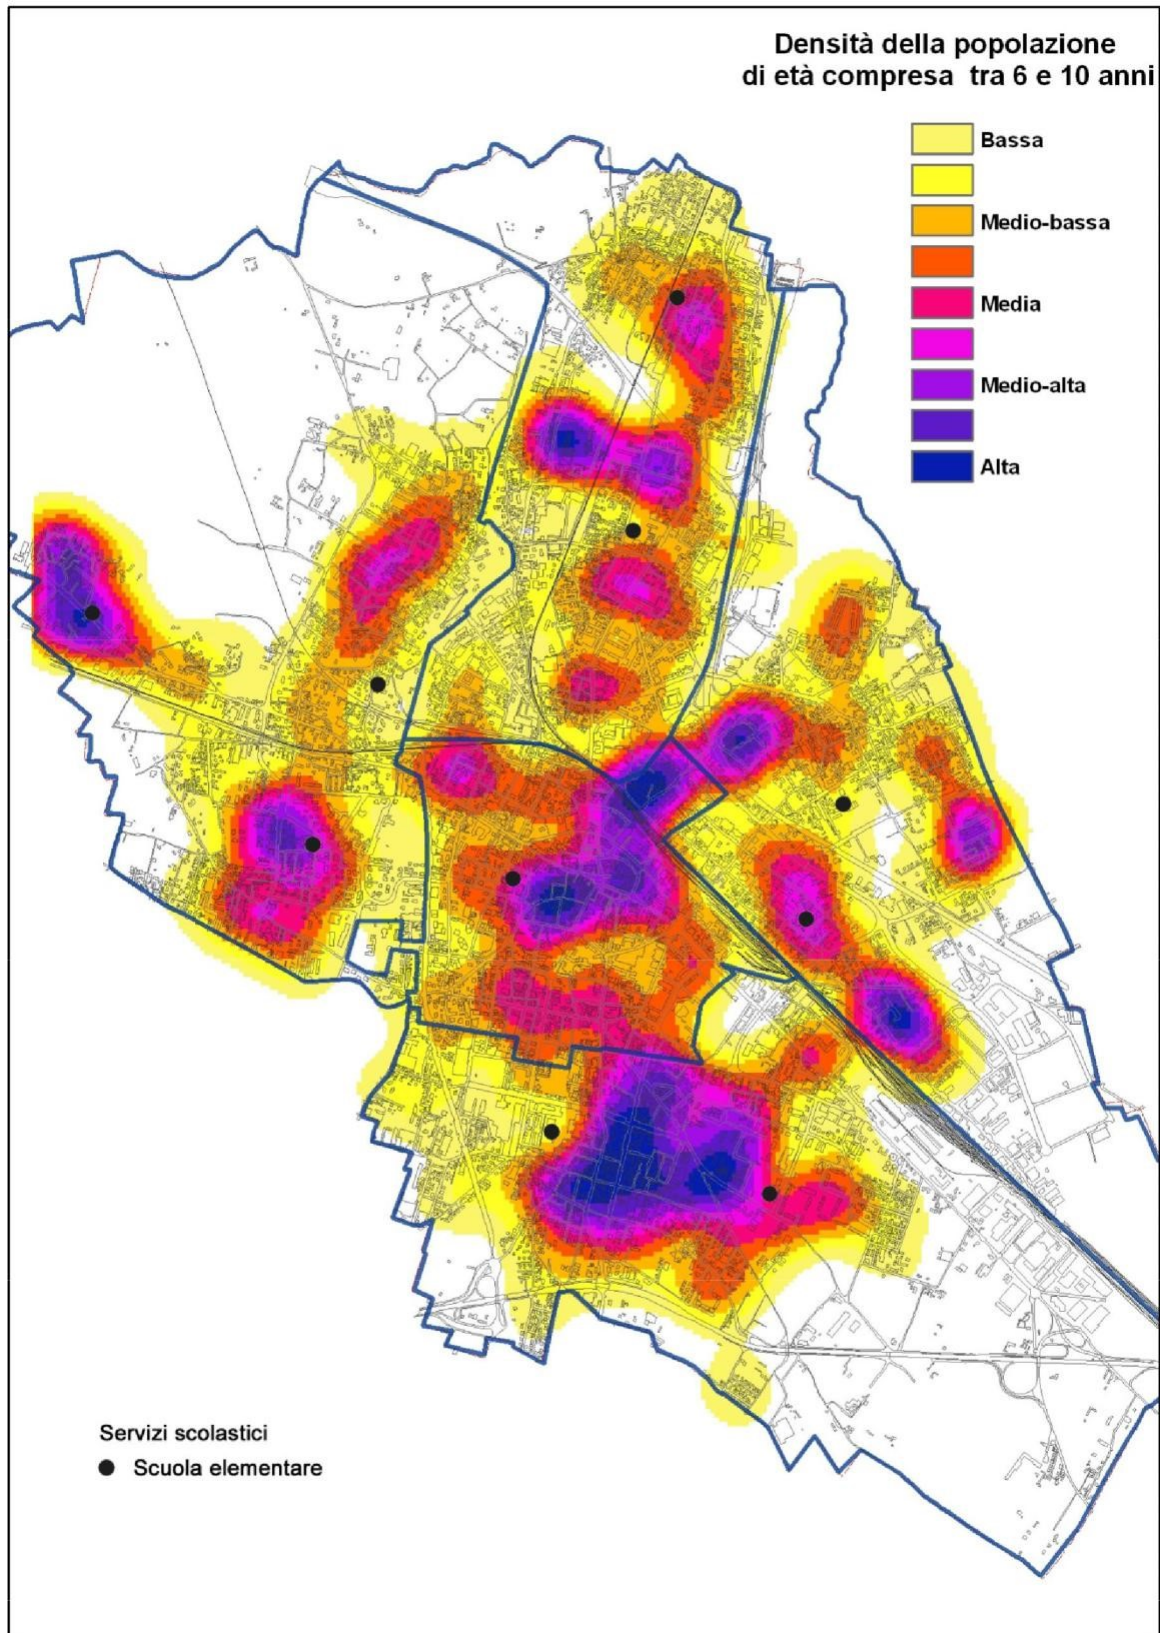 Densità della popolazione
di età compresa tra 6 e 10 anni
Bassa
Medio-bassa
Media
Medio-alta
Alta
Servizi scolastici
Scuola elementare